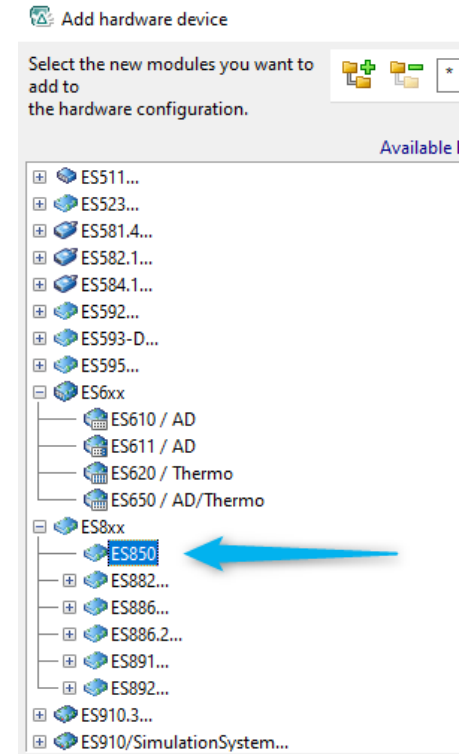 Add hardware device
Select the new modules you want to
add to
the hardware configuration.
*
Available
ES511...
ES523...
ES581.4...
ES582.1...
ES584.1...
ES592...
ES593-D...
ES595...
ES6xx
ES610 / AD
ES611 / AD
ES620 / Thermo
ES650 / AD/Thermo
ES8xx
ES850
ES882...
ES886...
ES886.2...
ES891...
ES892...
ES910.3...
ES910/SimulationSystem...